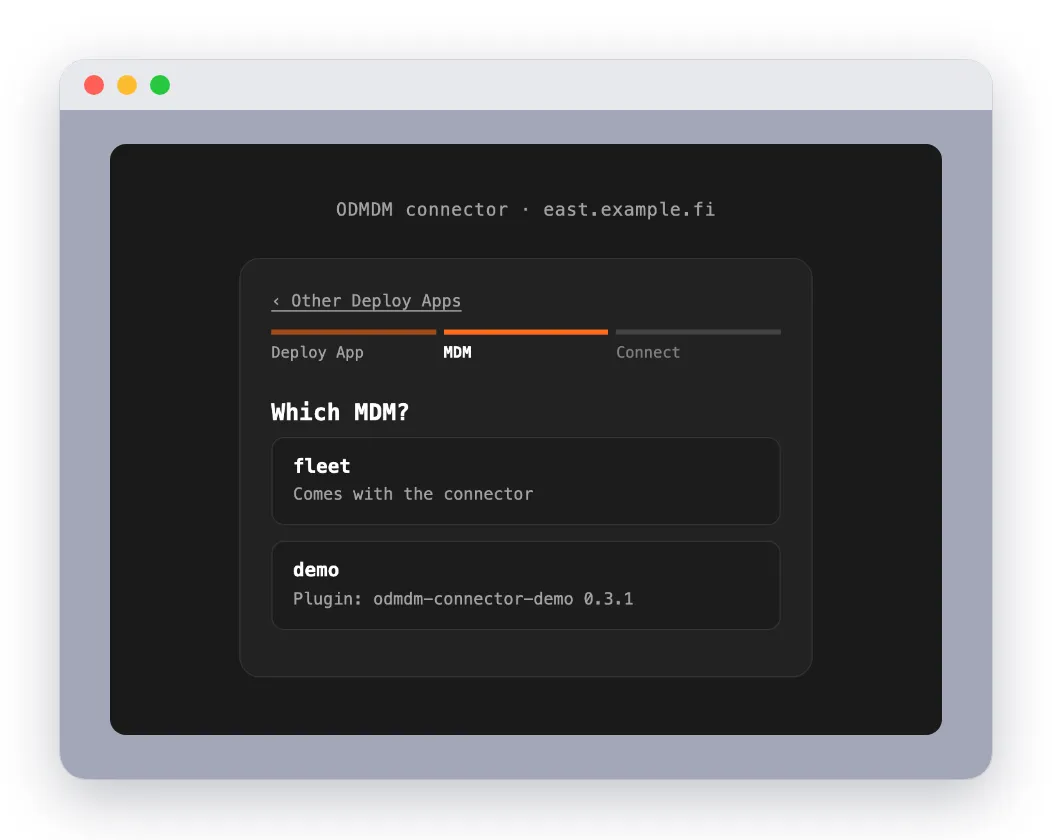 ODMDM connector · east.example.fi
‹ Other Deploy Apps
Deploy App
MDM
Connect
Which MDM?
fleet
Comes with the connector
demo
Plugin: odmdm-connector-demo 0.3.1